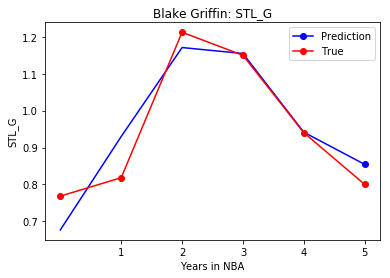 Blake Griffin: STL_G
Prediction
True
1.2
1.1
1.0
0.9
0.8
0.7
STL_G
1 2 3 4 5
Years in NBA